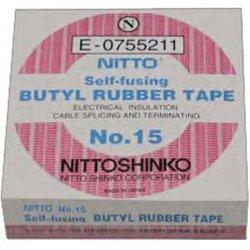 N
E-0755211
NITTO
Self-fusing
BUTYL RUBBER TAPE
ELECTRICAL INSULATION
CABLE SPLICING AND TERMINATING
No.15
NITTOSHINKO
NITTO SHINKO CORPORATION
MADE IN JAPAN
NITTO No.15
Self-fusing BUTYL RUBBER TAPE